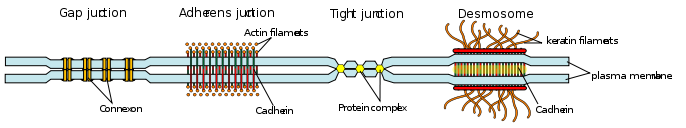 Gap junction
Adherens junction
Tight junction
Desmosome
Actin filaments
keratin filaments
plasma membrane
Connexon
Cadherin
Protein complex
Cadherin